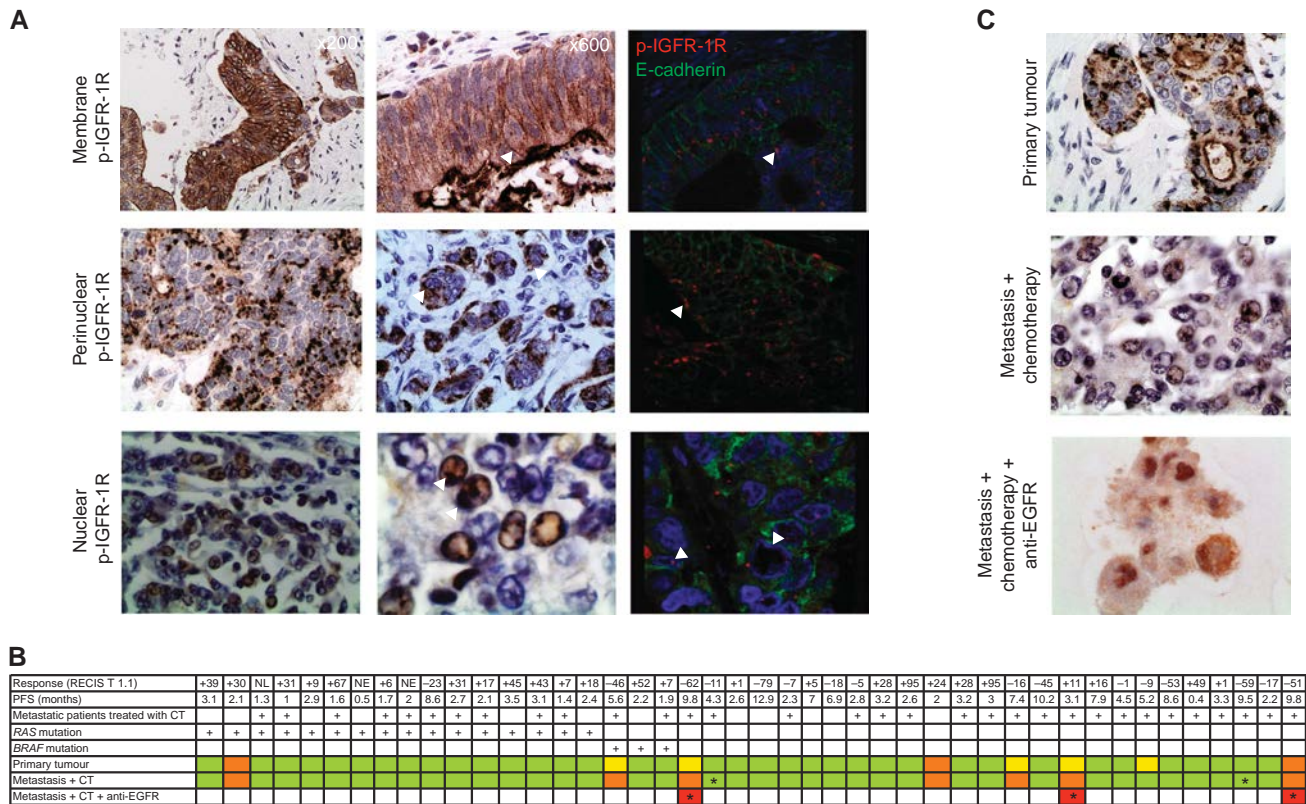 A
x200
x600
p-IGFR-1R
E-cadherin
Membrane
p-IGFR-1R
Perinuclear
p-IGFR-1R
Nuclear
p-IGFR-1R
C
Primary tumour
Metastasis +
chemotherapy
Metastasis +
chemotherapy +
anti-EGFR
B
Response (RECIS T 1.1) +39 +30 NL +31 +9 +67 NE +6 NE –23 +31 +17 +45 +43 +7 +18 –46 +52 +7 –62 –11 +1 –79 –7 +5 –18 –5 +28 +95 +24 +28 +95 –16 –45 +11 +16 –1 –9 –53 +49 +1 –59 –17 –51
PFS (months) 3.1 2.1 1.3 1 2.9 1.6 0.5 1.7 2 8.6 2.7 2.1 3.5 3.1 1.4 2.4 5.6 2.2 1.9 9.8 4.3 2.6 12.9 2.3 7 6.9 2.8 3.2 2.6 2 3.2 3 7.4 10.2 3.1 7.9 4.5 5.2 8.6 0.4 3.3 9.5 2.2 9.8
Metastatic patients treated with CT + + + + + + + + + + + + + + + + + + + + + + + + + + + + + + + +
RAS mutation + + + + + + + + + + + + + + + +
BRAF mutation + + +
Primary tumour
Metastasis + CT * *
Metastasis + CT + anti-EGFR * * *